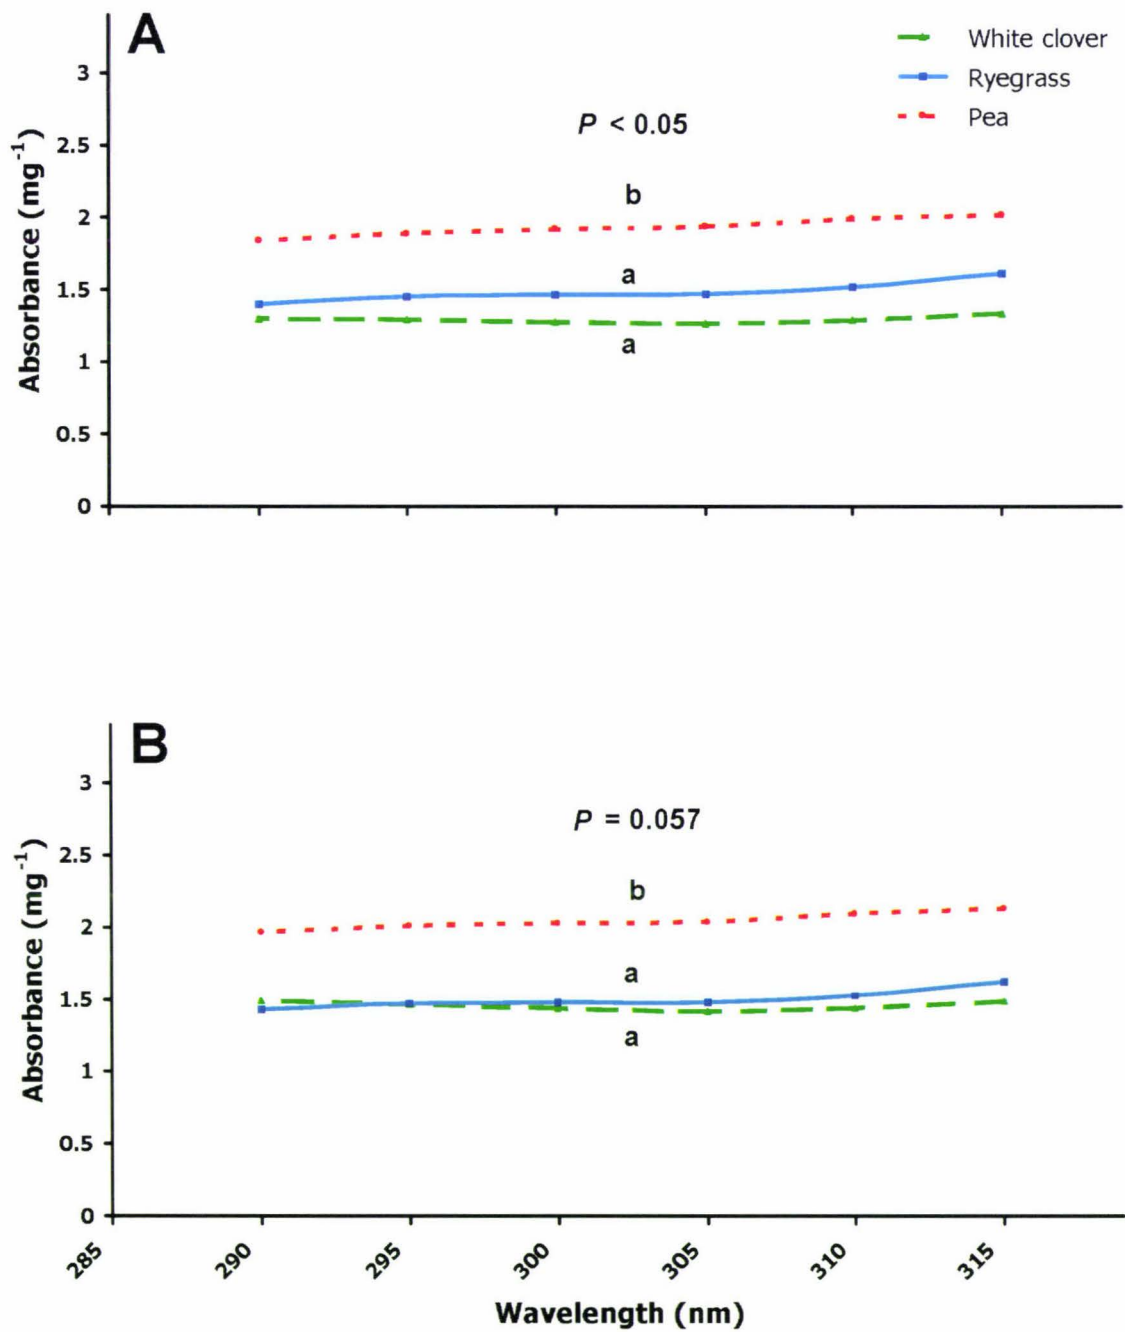 A
White clover
Ryegrass
Pea
P < 0.05
3
2.5
2
1.5
1
0.5
0
Absorbance (mg⁻¹)
b
a
a
B
P = 0.057
3
2.5
2
1.5
1
0.5
0
Absorbance (mg⁻¹)
b
a
a
285 290 295 300 305 310 315
Wavelength (nm)